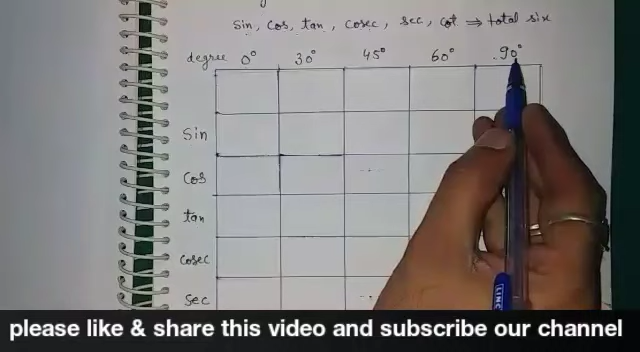 sin, cos, tan, cosec, sec, cot ⇒ total six
degree 0° 30° 45° 60° 90°
Sin
Cos
tan
Cosec
Sec
LINC
please like & share this video and subscribe our channel